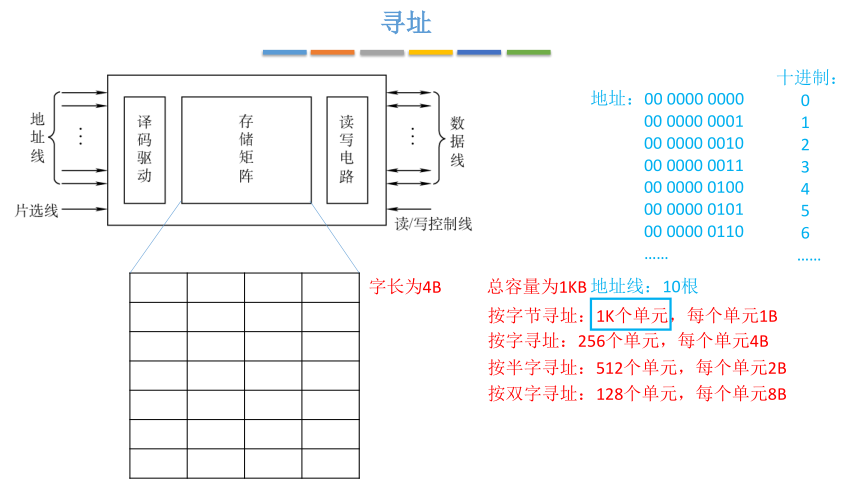 寻址
地址线
译码驱动
存储矩阵
读写电路
数据线
⋮
⋮
片选线
读/写控制线
地址：00 0000 0000
00 0000 0001
00 0000 0010
00 0000 0011
00 0000 0100
00 0000 0101
00 0000 0110
……
十进制：
0
1
2
3
4
5
6
……
字长为4B
总容量为1KB 地址线：10根
按字节寻址：1K个单元，每个单元1B
按字寻址：256个单元，每个单元4B
按半字寻址：512个单元，每个单元2B
按双字寻址：128个单元，每个单元8B